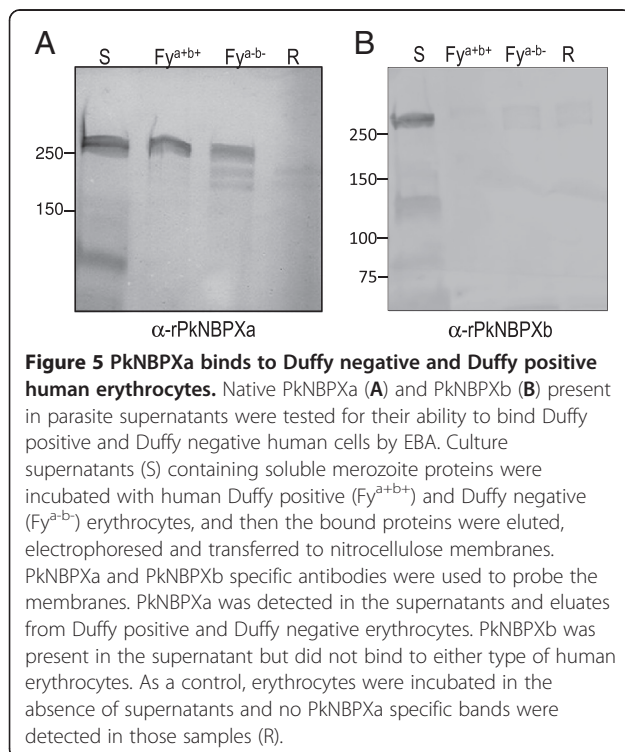 A
B
S Fyᵃ⁺ᵇ⁺ Fyᵃ⁻ᵇ⁻ R
S Fyᵃ⁺ᵇ⁺ Fyᵃ⁻ᵇ⁻ R
250
150
250
150
100
75
α-rPkNBPXa
α-rPkNBPXb
Figure 5 PkNBPXa binds to Duffy negative and Duffy positive
human erythrocytes. Native PkNBPXa (A) and PkNBPXb (B) present
in parasite supernatants were tested for their ability to bind Duffy
positive and Duffy negative human cells by EBA. Culture
supernatants (S) containing soluble merozoite proteins were
incubated with human Duffy positive (Fyᵃ⁺ᵇ⁺) and Duffy negative
(Fyᵃ⁻ᵇ⁻) erythrocytes, and then the bound proteins were eluted,
electrophoresed and transferred to nitrocellulose membranes.
PkNBPXa and PkNBPXb specific antibodies were used to probe the
membranes. PkNBPXa was detected in the supernatants and eluates
from Duffy positive and Duffy negative erythrocytes. PkNBPXb was
present in the supernatant but did not bind to either type of human
erythrocytes. As a control, erythrocytes were incubated in the
absence of supernatants and no PkNBPXa specific bands were
detected in those samples (R).